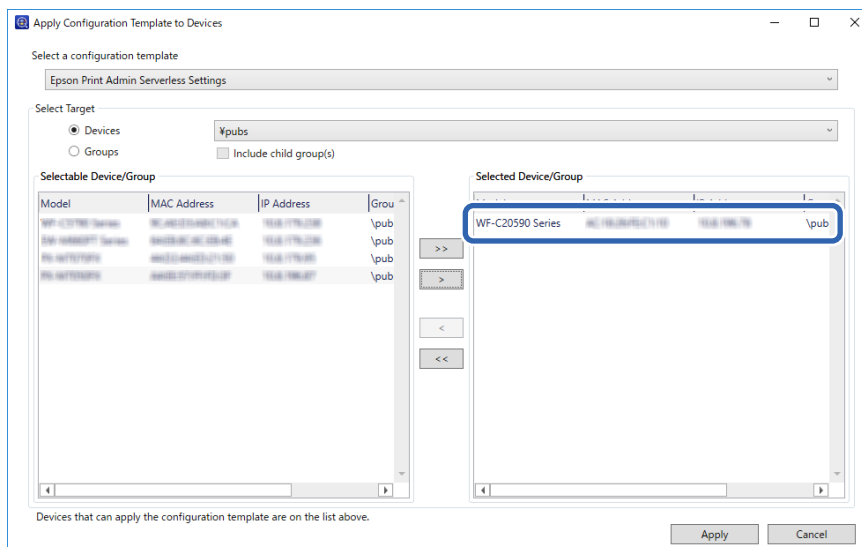 Apply Configuration Template to Devices
Select a configuration template
Epson Print Admin Serverless Settings
Select Target
Devices
¥pubs
Groups
Include child group(s)
Selectable Device/Group
Selected Device/Group
Model MAC Address IP Address Grou
\pub
\pub
\pub
\pub
WF-C20590 Series \pub
>>
>
<
<<
Devices that can apply the configuration template are on the list above.
Apply
Cancel